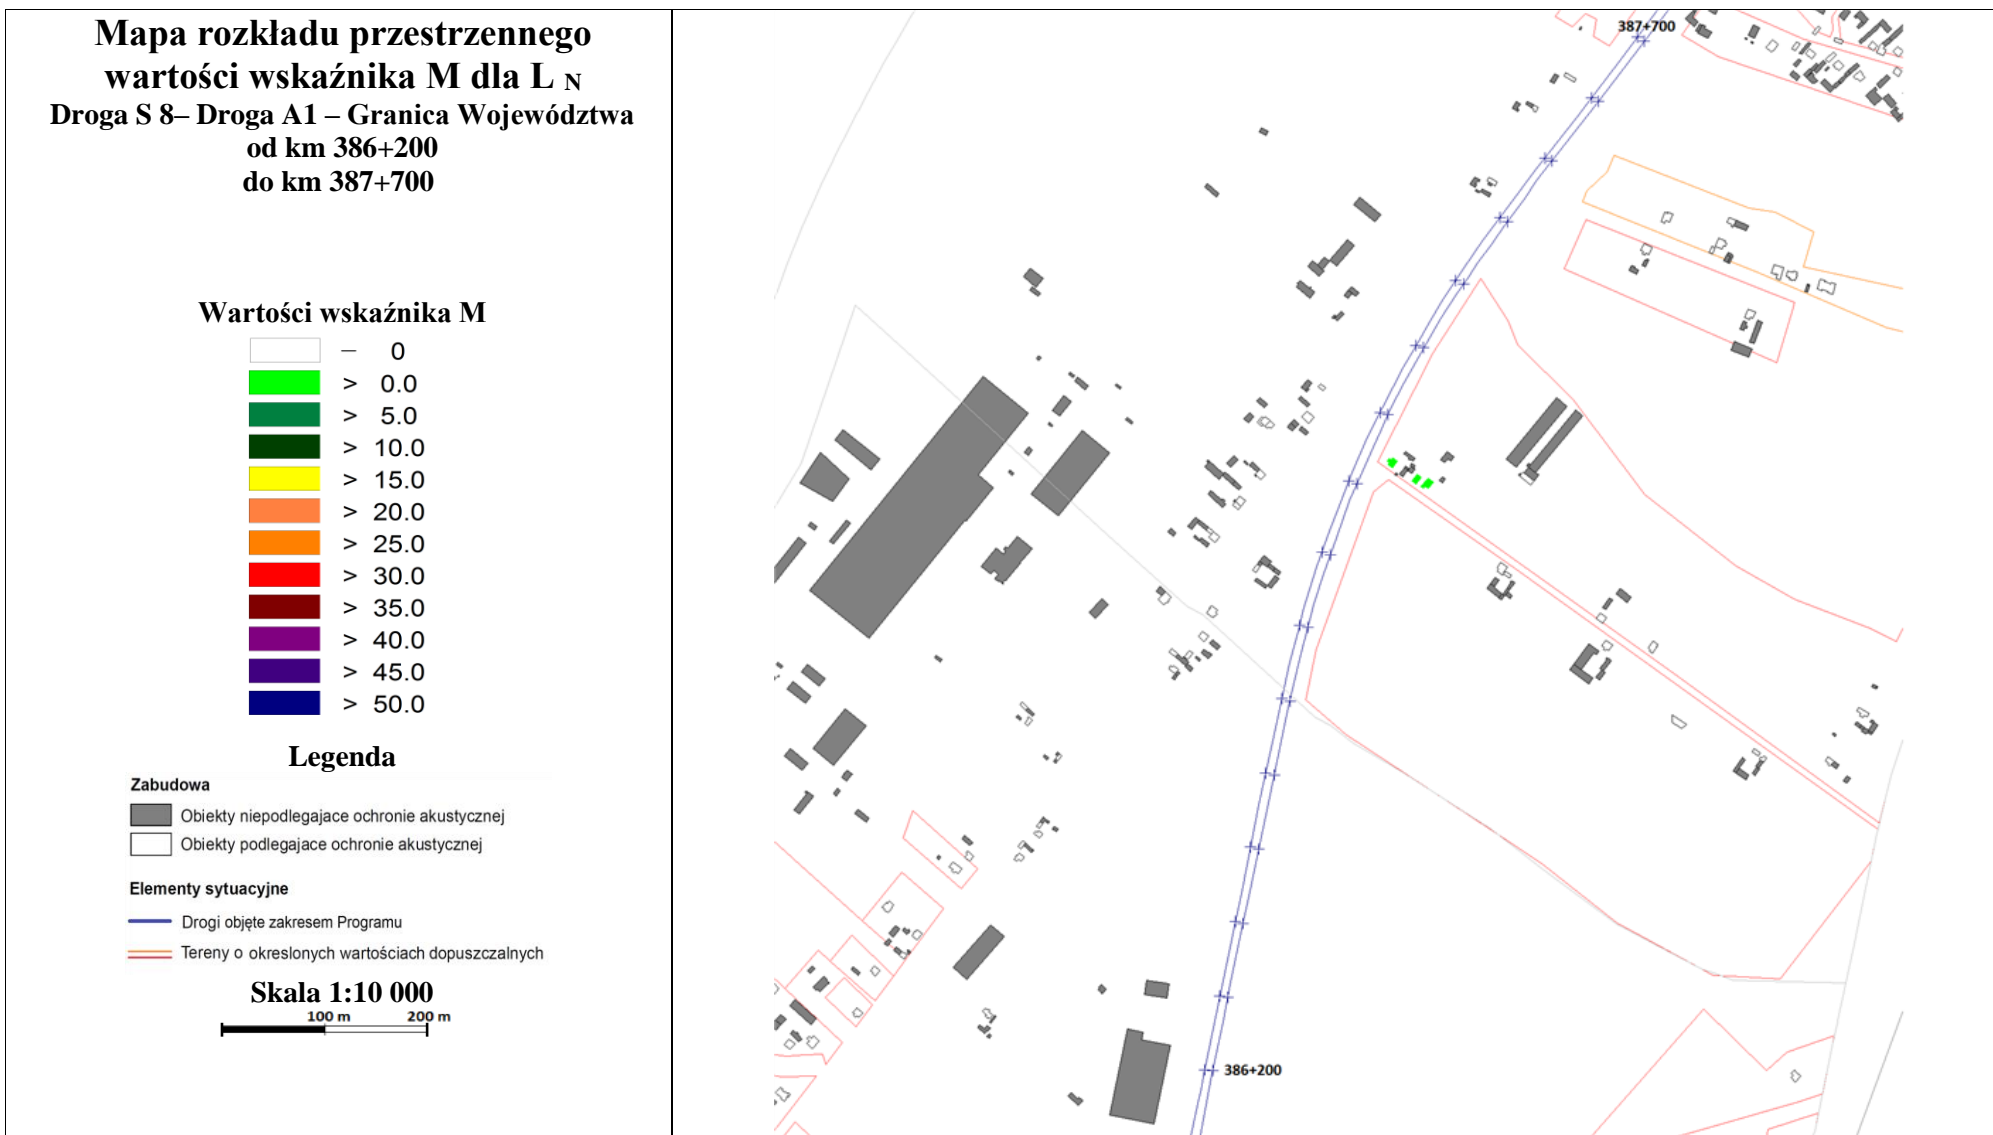 Mapa rozkładu przestrzennego
wartości wskaźnika M dla L N
Droga S 8– Droga A1 – Granica Województwa
od km 386+200
do km 387+700
Wartości wskaźnika M
– 0
> 0.0
> 5.0
> 10.0
> 15.0
> 20.0
> 25.0
> 30.0
> 35.0
> 40.0
> 45.0
> 50.0
Legenda
Zabudowa
Obiekty niepodlegajace ochronie akustycznej
Obiekty podlegajace ochronie akustycznej
Elementy sytuacyjne
Drogi objęte zakresem Programu
Tereny o okreslonych wartościach dopuszczalnych
Skala 1:10 000
100 m 200 m
387+700
386+200